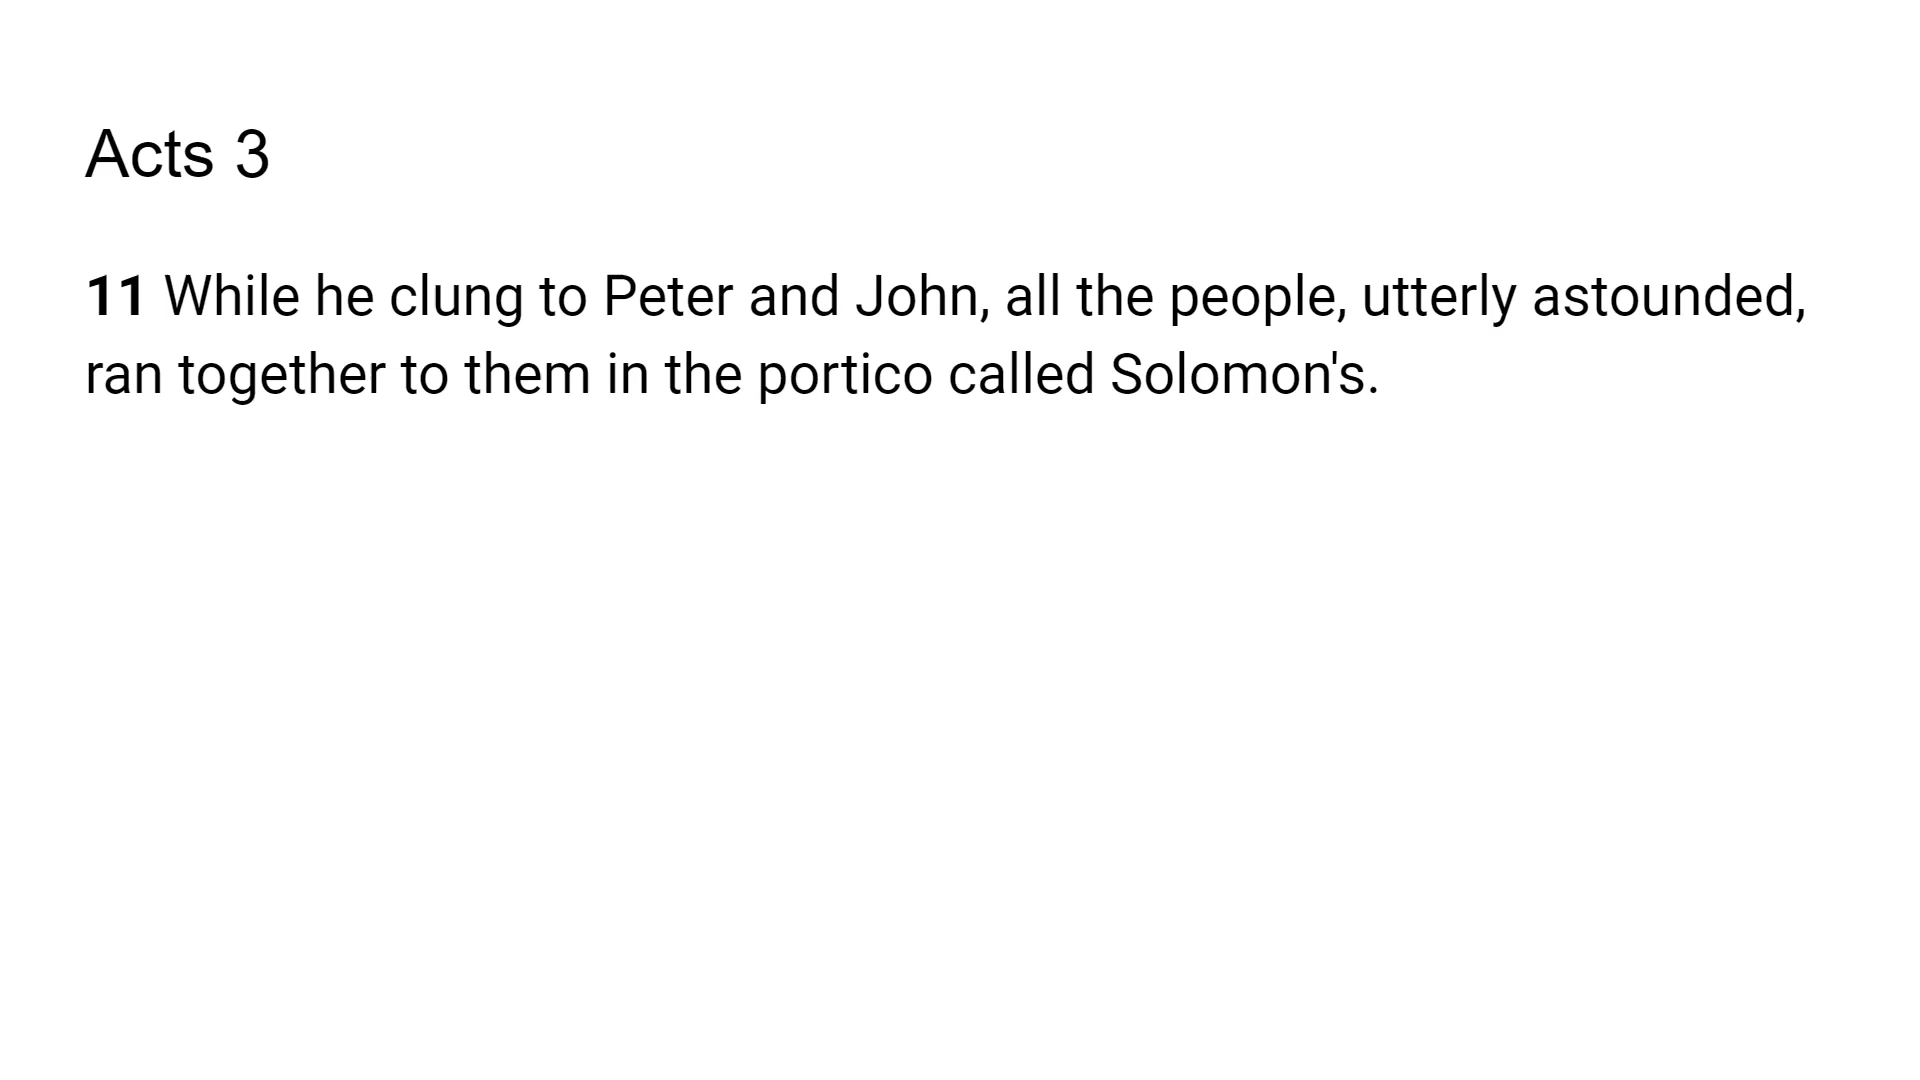 Acts 3
11 While he clung to Peter and John, all the people, utterly astounded,
ran together to them in the portico called Solomon's.